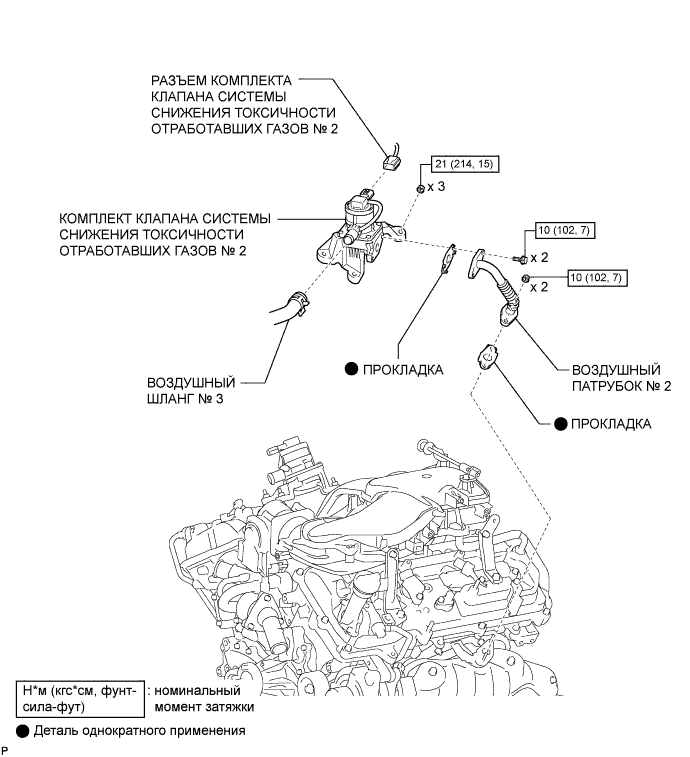 РАЗЪЕМ КОМПЛЕКТА
КЛАПАНА СИСТЕМЫ
СНИЖЕНИЯ ТОКСИЧНОСТИ
ОТРАБОТАВШИХ ГАЗОВ № 2
21 (214, 15)
x 3
КОМПЛЕКТ КЛАПАНА СИСТЕМЫ
СНИЖЕНИЯ ТОКСИЧНОСТИ
ОТРАБОТАВШИХ ГАЗОВ № 2
10 (102, 7)
x 2
10 (102, 7)
x 2
ПРОКЛАДКА
ВОЗДУШНЫЙ
ПАТРУБОК № 2
ВОЗДУШНЫЙ
ШЛАНГ № 3
ПРОКЛАДКА
Н*м (кгс*см, фунт-
сила-фут)
: номинальный
момент затяжки
Деталь однократного применения
P